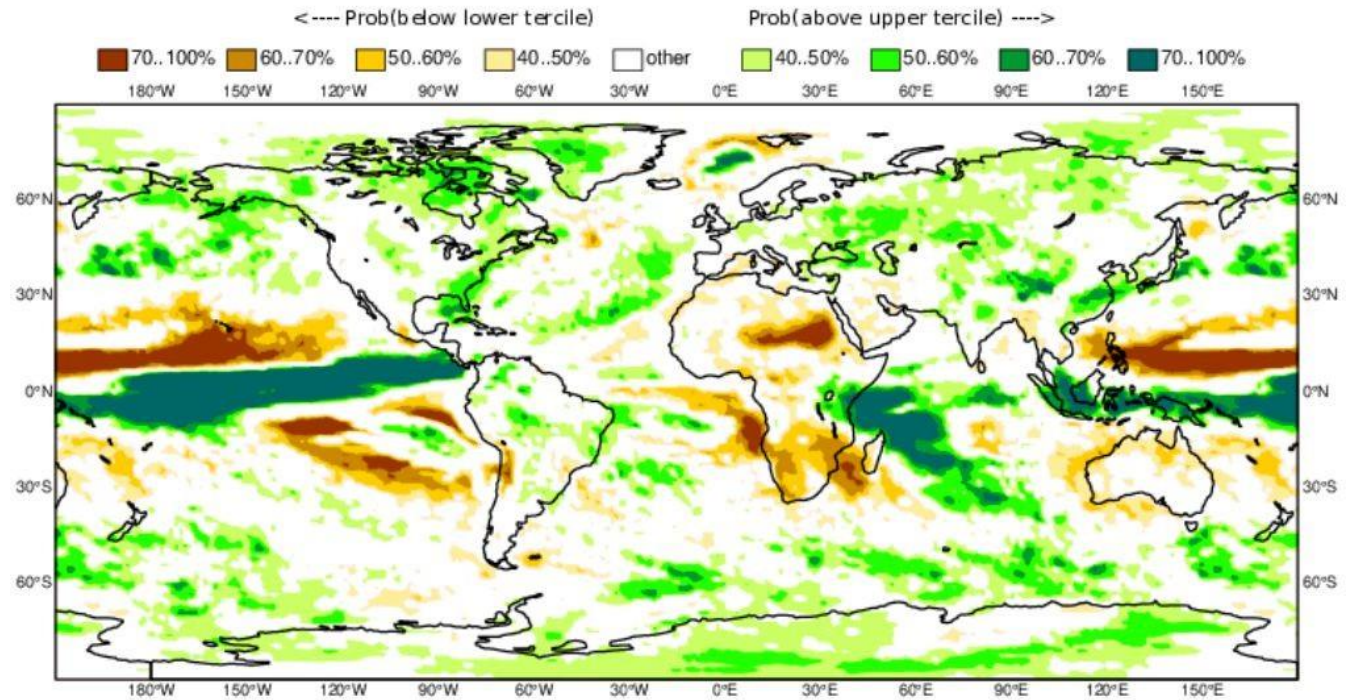 <---- Prob(below lower tercile) Prob(above upper tercile) ---->
70..100% 60..70% 50..60% 40..50% other 40..50% 50..60% 60..70% 70..100%
180°W 150°W 120°W 90°W 60°W 30°W 0°E 30°E 60°E 90°E 120°E 150°E
60°N 60°N
30°N 30°N
0°N 0°N
30°S 30°S
60°S 60°S
180°W 150°W 120°W 90°W 60°W 30°W 0°E 30°E 60°E 90°E 120°E 150°E